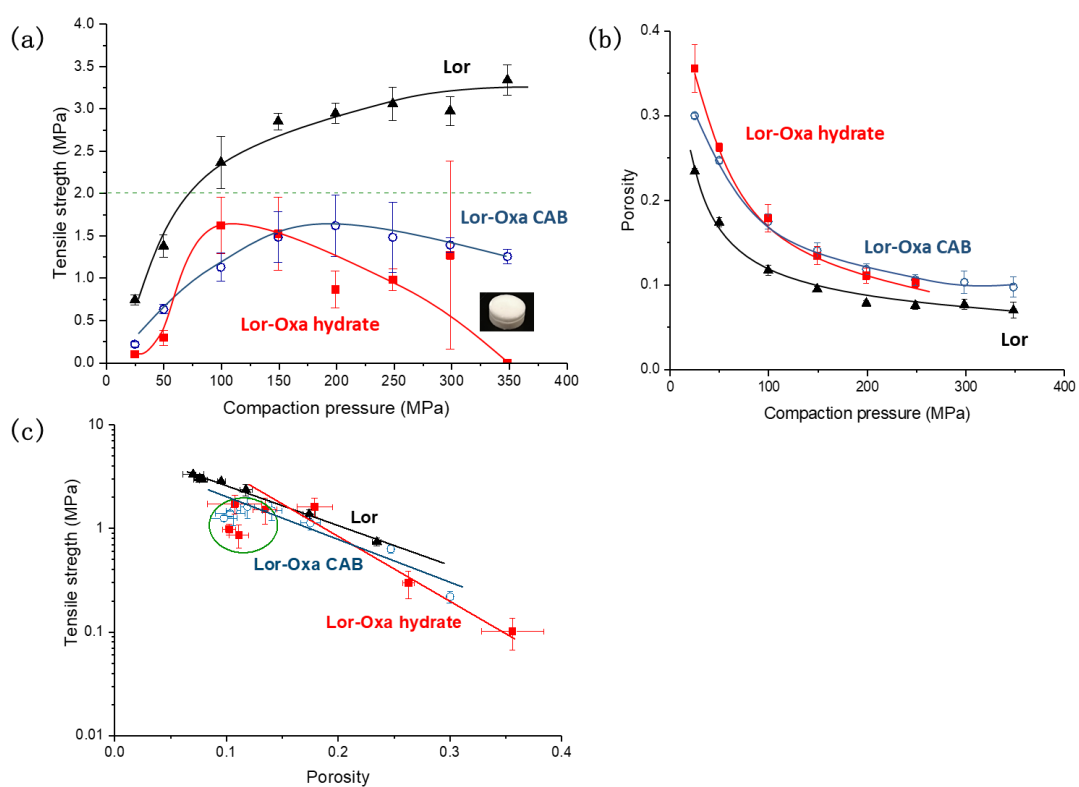 (a)
4.0
3.5
3.0
2.5
2.0
1.5
1.0
0.5
0.0
Tensile stregth (MPa)
Lor
Lor-Oxa CAB
Lor-Oxa hydrate
0 50 100 150 200 250 300 350 400
Compaction pressure (MPa)
(b)
0.4
0.3
0.2
0.1
0.0
Porosity
Lor-Oxa hydrate
Lor-Oxa CAB
Lor
0 100 200 300 400
Compaction pressure (MPa)
(c)
10
1
0.1
0.01
Tensile stregth (MPa)
Lor
Lor-Oxa CAB
Lor-Oxa hydrate
0.0 0.1 0.2 0.3 0.4
Porosity